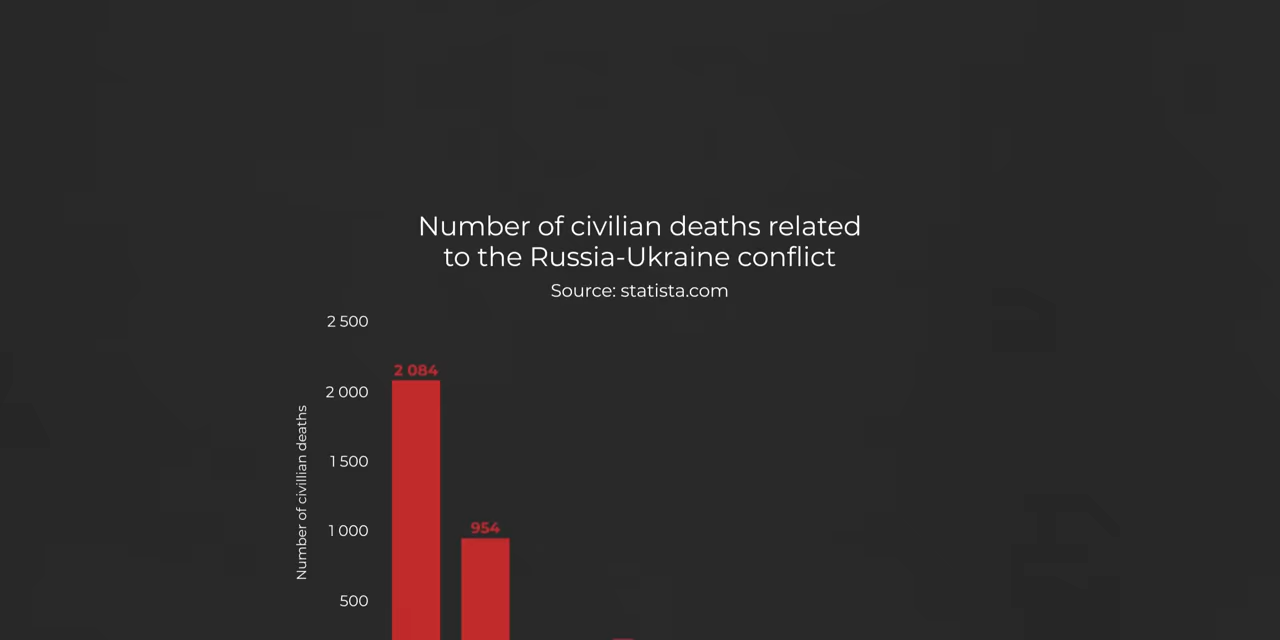 Number of civilian deaths related
to the Russia-Ukraine conflict
Source: statista.com
2 500
2 084
2 000
Number of civillian deaths
1 500
1 000
954
500